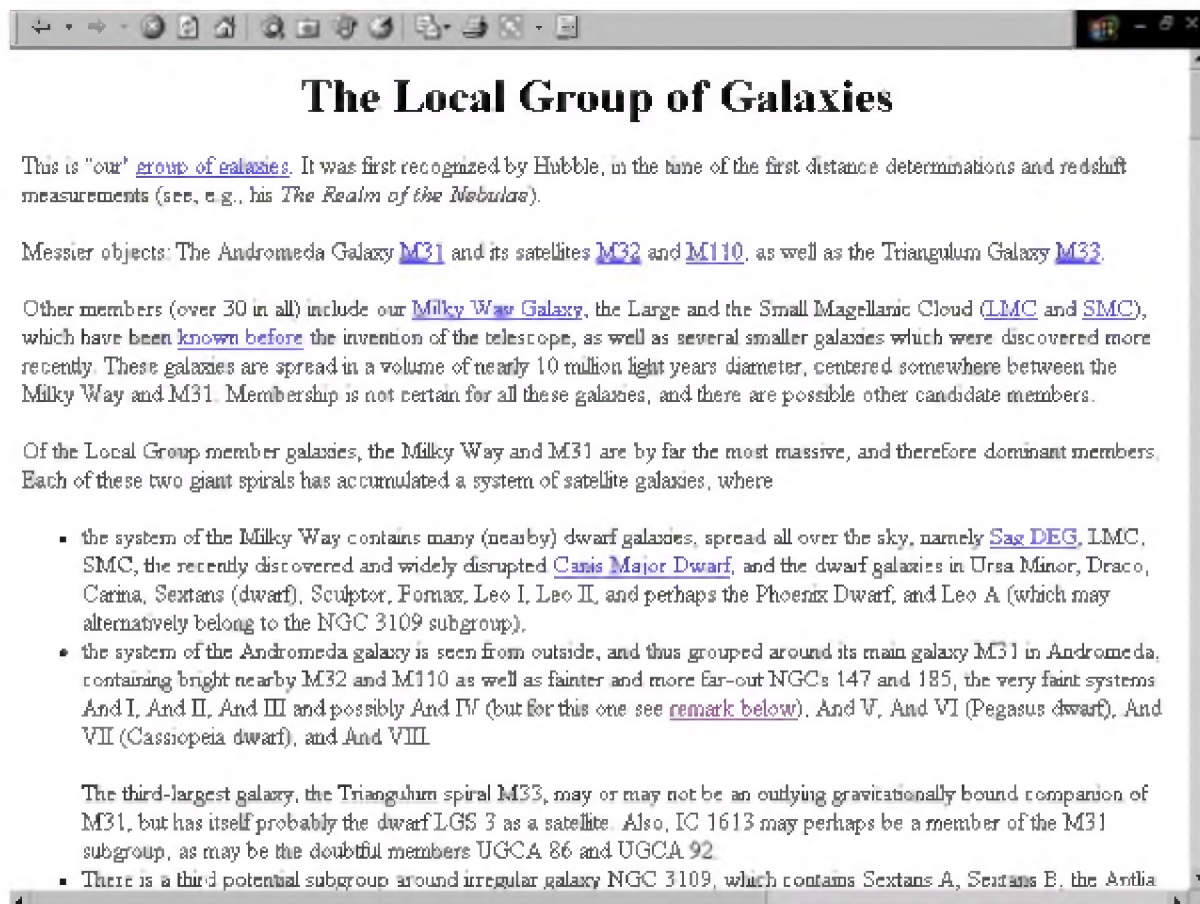 The Local Group of Galaxies
This is "our" group of galaxies. It was first recognized by Hubble, in the time of the first distance determinations and redshift
measurements (see, e.g., his The Realm of the Nebulae).
Messier objects: The Andromeda Galaxy M31 and its satellites M32 and M110, as well as the Triangulum Galaxy M33.
Other members (over 30 in all) include our Milky Way Galaxy, the Large and the Small Magellanic Cloud (LMC and SMC),
which have been known before the invention of the telescope, as well as several smaller galaxies which were discovered more
recently. These galaxies are spread in a volume of nearly 10 million light years diameter, centered somewhere between the
Milky Way and M31. Membership is not certain for all these galaxies, and there are possible other candidate members.
Of the Local Group member galaxies, the Milky Way and M31 are by far the most massive, and therefore dominant members.
Each of these two giant spirals has accumulated a system of satellite galaxies, where
• the system of the Milky Way contains many (nearby) dwarf galaxies, spread all over the sky, namely Sag DEG, LMC,
SMC, the recently discovered and widely disrupted Canis Major Dwarf, and the dwarf galaxies in Ursa Minor, Draco,
Carina, Sextans (dwarf), Sculptor, Fornax, Leo I, Leo II, and perhaps the Phoenix Dwarf, and Leo A (which may
alternatively belong to the NGC 3109 subgroup),
• the system of the Andromeda galaxy is seen from outside, and thus grouped around its main galaxy M31 in Andromeda,
containing bright nearby M32 and M110 as well as fainter and more far-out NGCs 147 and 185, the very faint systems
And I, And II, And III and possibly And IV (but for this one see remark below), And V, And VI (Pegasus dwarf), And
VII (Cassiopeia dwarf), and And VIII.
The third-largest galaxy, the Triangulum spiral M33, may or may not be an outlying gravitationally bound companion of
M31, but has itself probably the dwarf LGS 3 as a satellite. Also, IC 1613 may perhaps be a member of the M31
subgroup, as may be the doubtful members UGCA 86 and UGCA 92.
• There is a third potential subgroup around irregular galaxy NGC 3109, which contains Sextans A, Sextans B, the Antlia